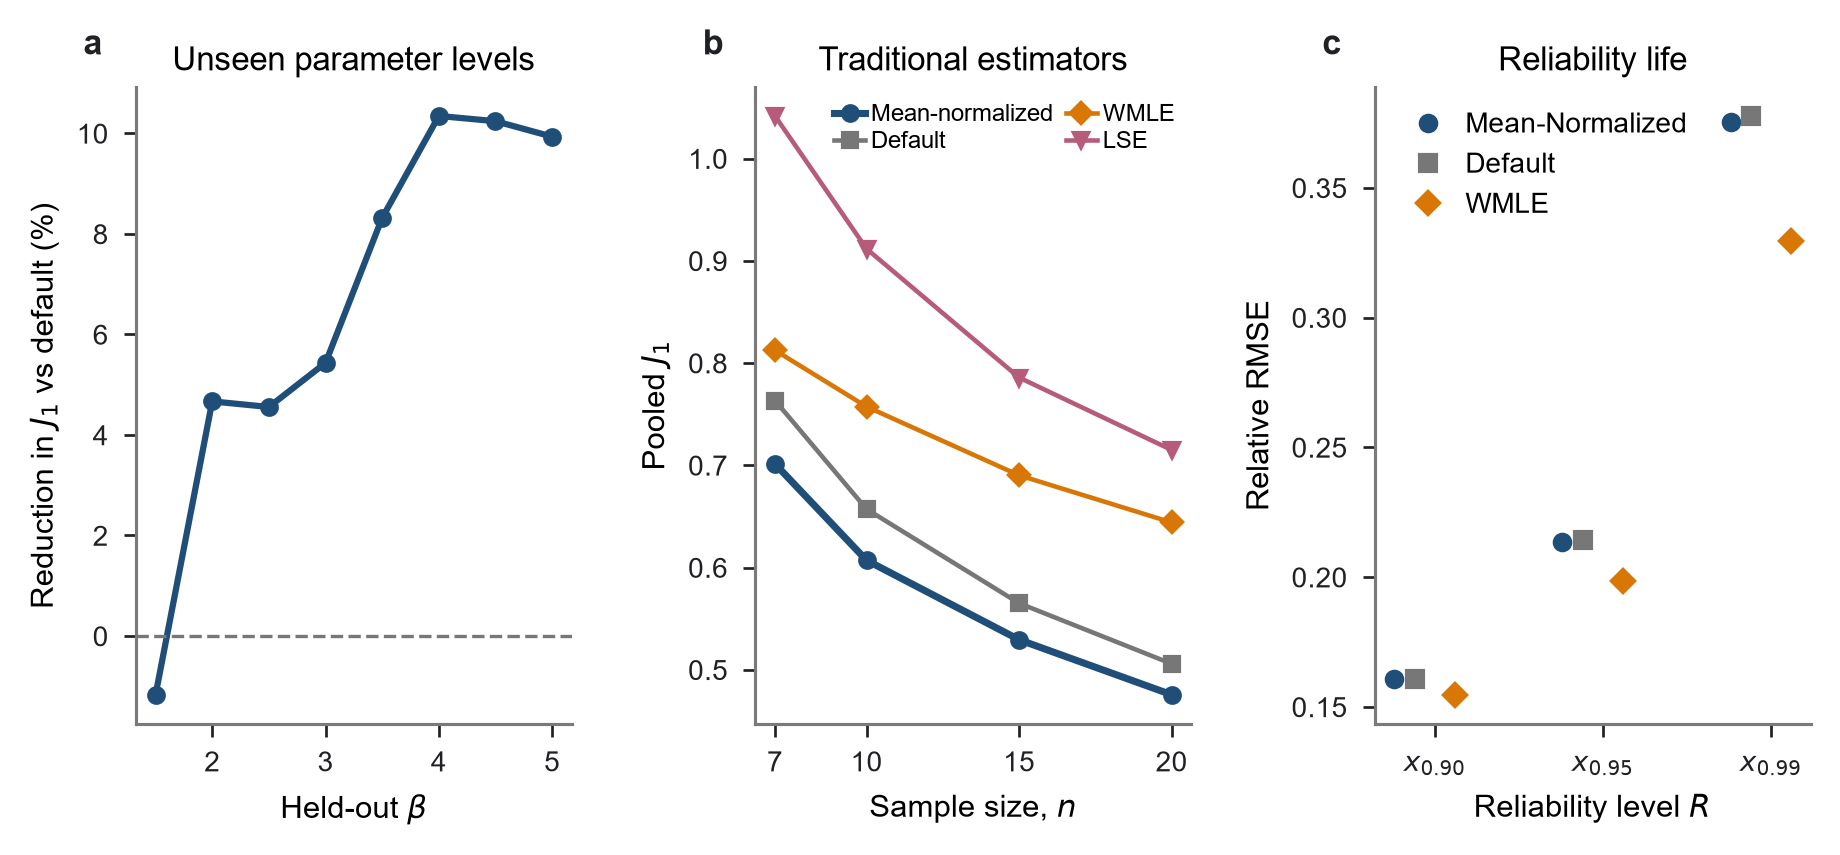 a
Unseen parameter levels
Reduction in J₁ vs default (%)
10
8
6
4
2
0
2 3 4 5
Held-out β
b
Traditional estimators
Mean-normalized WMLE
Default LSE
Pooled J₁
1.0
0.9
0.8
0.7
0.6
0.5
7 10 15 20
Sample size, n
c
Reliability life
Mean-Normalized
Default
WMLE
Relative RMSE
0.35
0.30
0.25
0.20
0.15
x₀.₉₀ x₀.₉₅ x₀.₉₉
Reliability level R